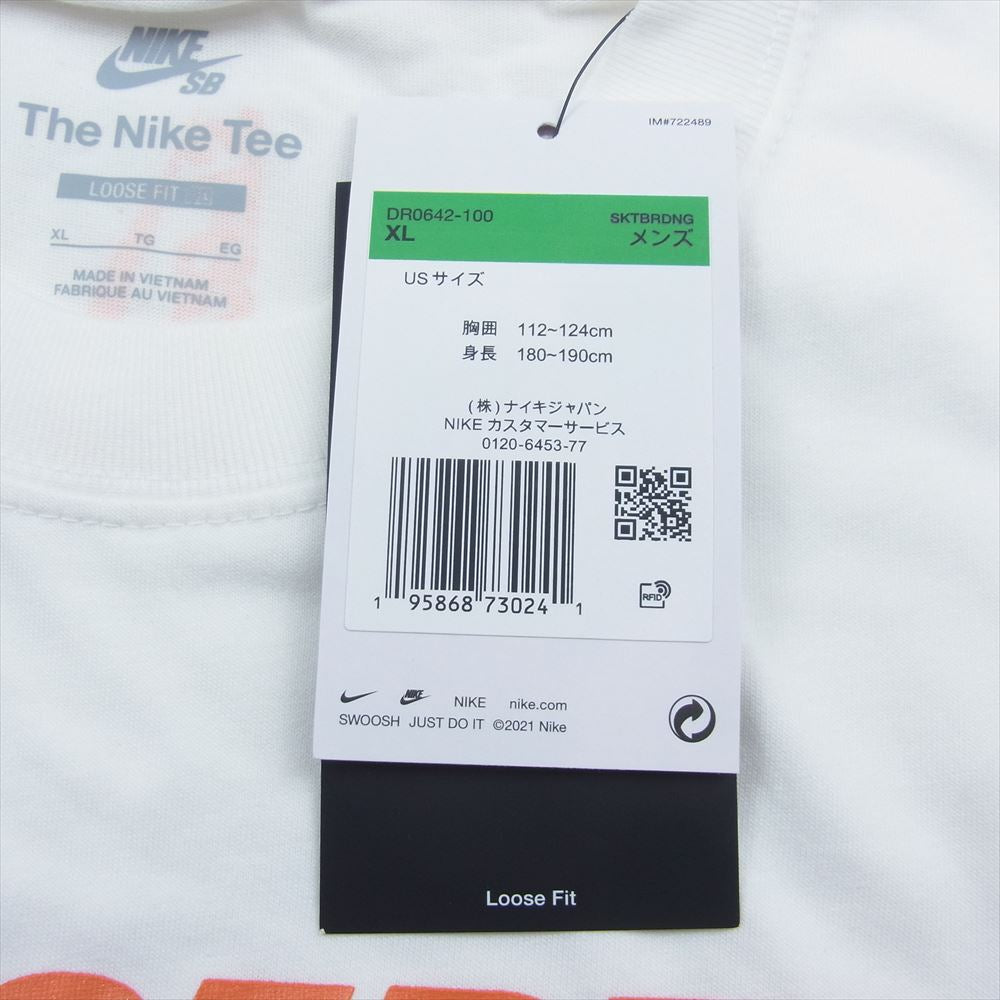 NIKE
SB
The Nike Tee
LOOSE FIT
XL TG EG
MADE IN VIETNAM
FABRIQUE AU VIETNAM
IM#722489
DR0642-100 SKTBRDNG
XL メンズ
US サイズ
胸囲 112~124cm
身長 180~190cm
(株)ナイキジャパン
NIKE カスタマーサービス
0120-6453-77
1 95868 73024 1
RFID
NIKE NIKE nike.com
SWOOSH JUST DO IT ©2021 Nike
Loose Fit